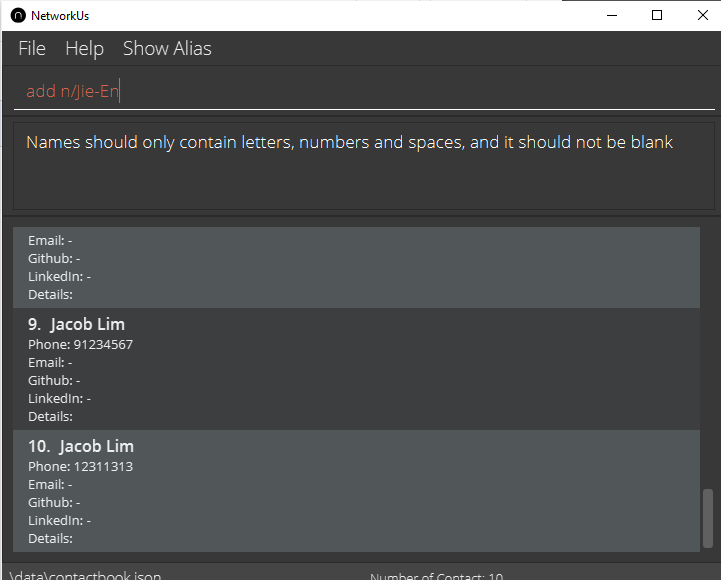 NetworkUs
File Help Show Alias
add n/Jie-En
Names should only contain letters, numbers and spaces, and it should not be blank
Email: -
Github: -
LinkedIn: -
Details:
9. Jacob Lim
Phone: 91234567
Email: -
Github: -
LinkedIn: -
Details:
10. Jacob Lim
Phone: 12311313
Email: -
Github: -
LinkedIn: -
Details:
\data\contactbook.json Number of Contact: 10